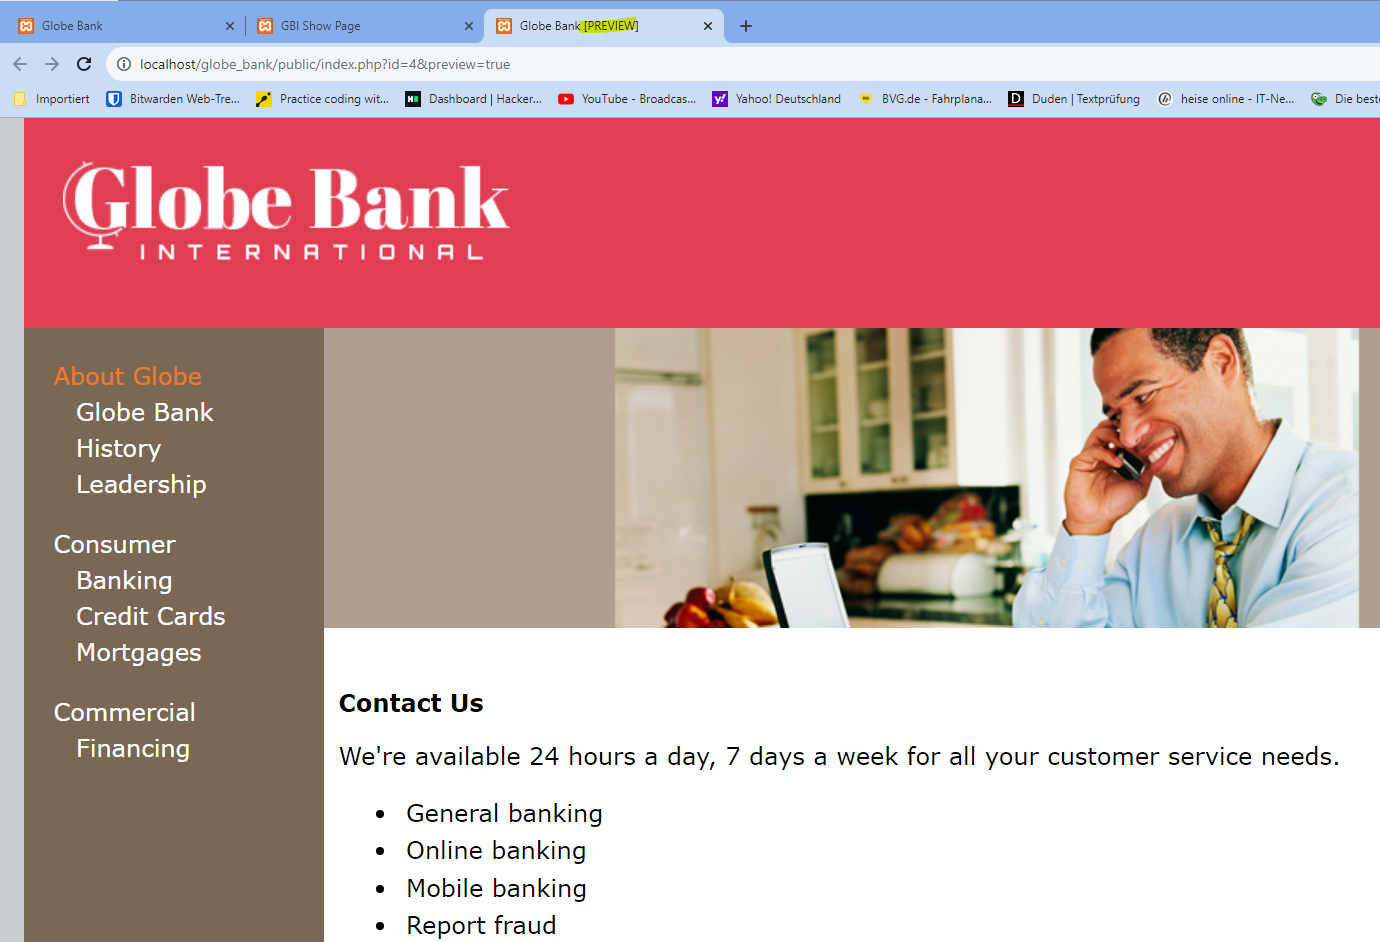 Globe Bank
GBI Show Page
Globe Bank [PREVIEW]
localhost/globe_bank/public/index.php?id=4&preview=true
Importiert
Bitwarden Web-Tre...
Practice coding wit...
Dashboard | Hacker...
YouTube - Broadcas...
Yahoo! Deutschland
BVG.de - Fahrplana...
Duden | Textprüfung
heise online - IT-Ne...
Die beste
Globe Bank
INTERNATIONAL
About Globe
Globe Bank
History
Leadership
Consumer
Banking
Credit Cards
Mortgages
Commercial
Financing
Contact Us
We're available 24 hours a day, 7 days a week for all your customer service needs.
• General banking
• Online banking
• Mobile banking
• Report fraud